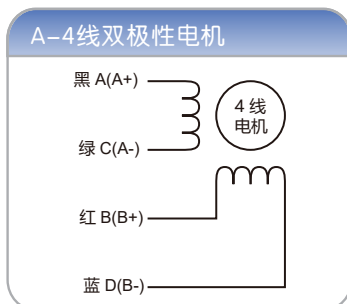 A-4线双极性电机
黑 A(A+)
4 线
电机
绿 C(A-)
红 B(B+)
蓝 D(B-)